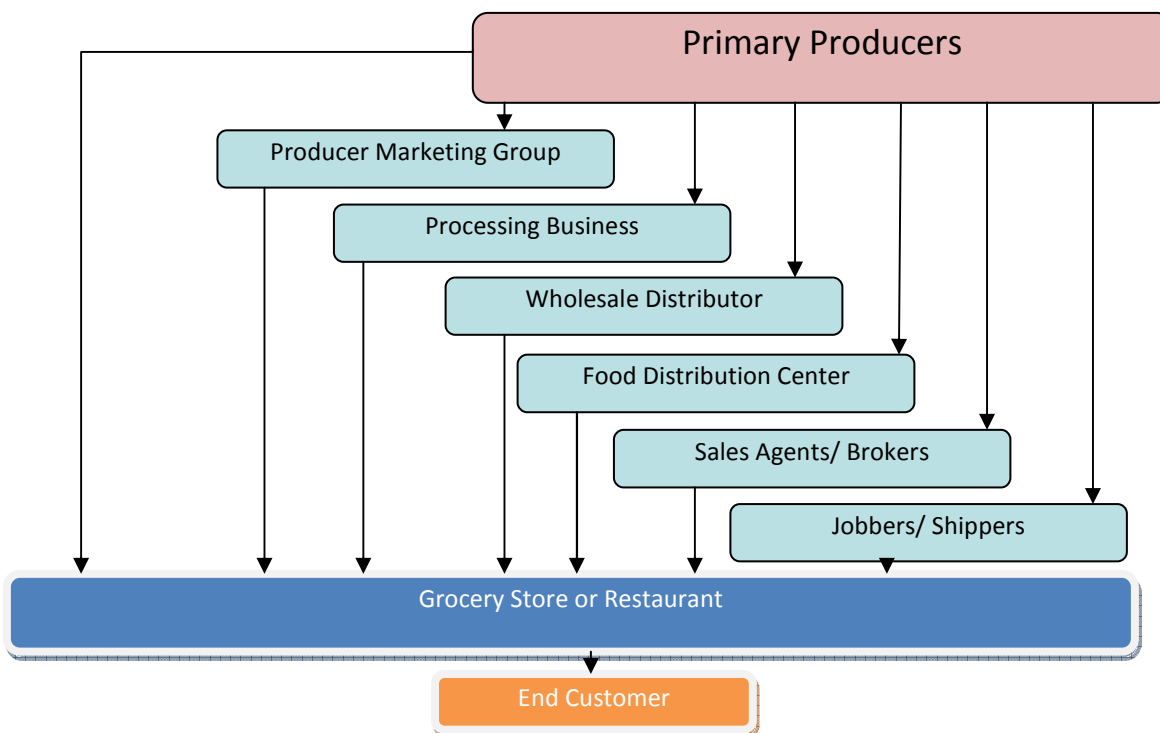 Primary Producers
Producer Marketing Group
Processing Business
Wholesale Distributor
Food Distribution Center
Sales Agents/ Brokers
Jobbers/ Shippers
Grocery Store or Restaurant
End Customer